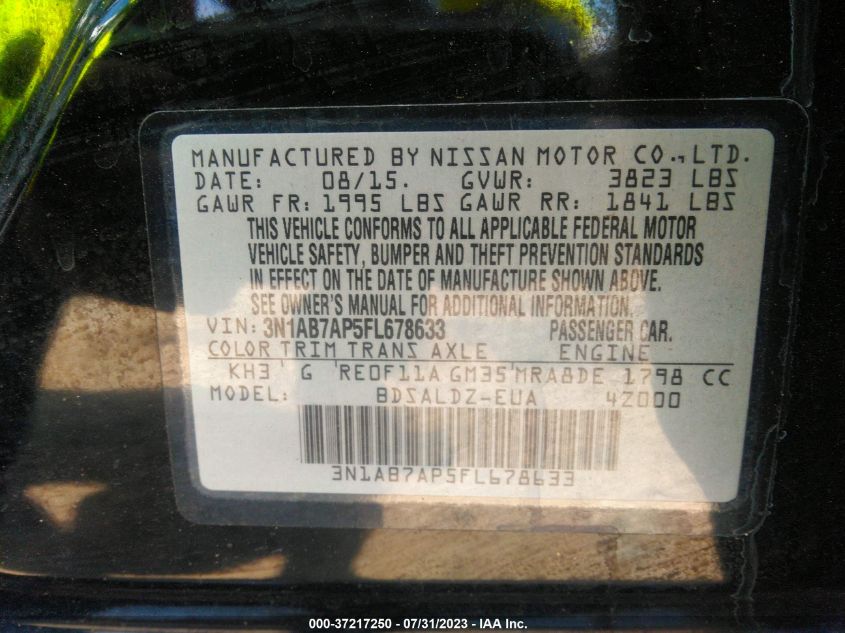 MANUFACTURED BY NISSAN MOTOR CO., LTD.
DATE: 08/15. GVWR: 3823 LBS
GAWR FR: 1995 LBS GAWR RR: 1841 LBS
THIS VEHICLE CONFORMS TO ALL APPLICABLE FEDERAL MOTOR
VEHICLE SAFETY, BUMPER AND THEFT PREVENTION STANDARDS
IN EFFECT ON THE DATE OF MANUFACTURE SHOWN ABOVE.
SEE OWNER'S MANUAL FOR ADDITIONAL INFORMATION.
VIN: 3N1AB7AP5FL678633 PASSENGER CAR.
COLOR TRIM TRANS AXLE ENGINE
KH3 G RE0F11A GM35 MRA8DE 1798 CC
MODEL: BDSALDZ-EUA 4Z000
3N1AB7AP5FL678633
000-37217250 - 07/31/2023 - IAA Inc.